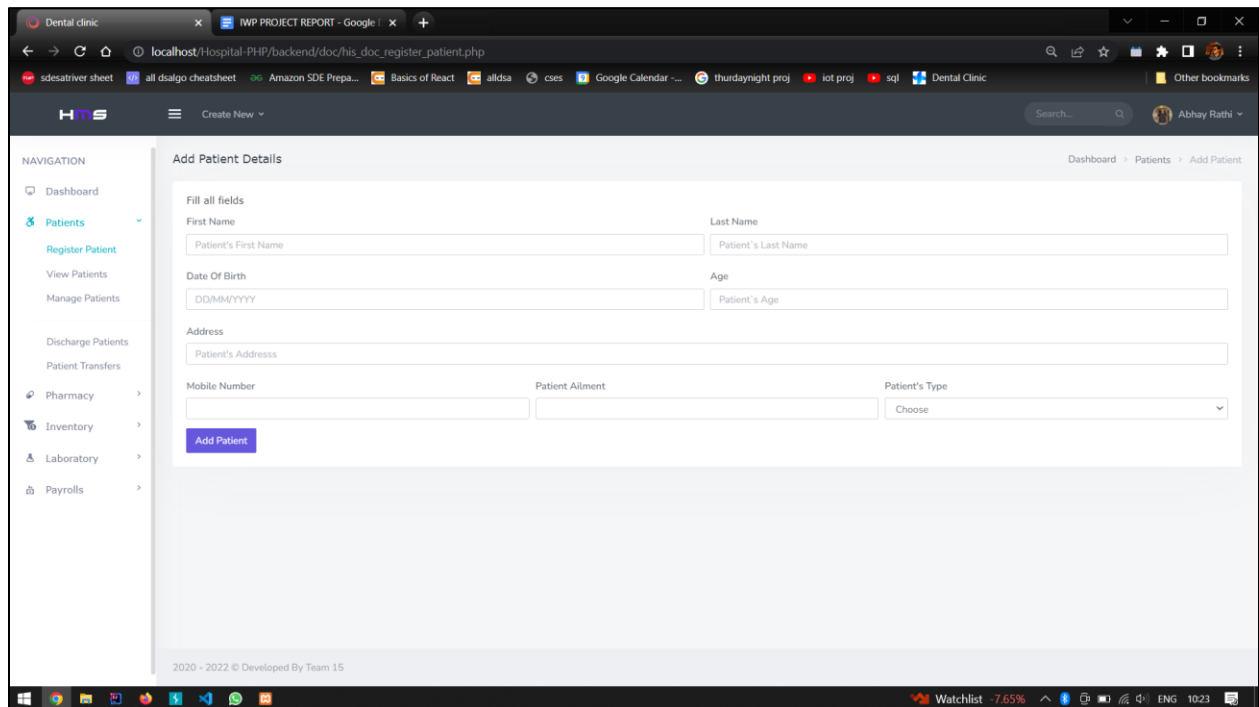 Dental clinic
IWP PROJECT REPORT - Google
localhost/Hospital-PHP/backend/doc/his_doc_register_patient.php
sdesatriver sheet all dsalgo cheatsheet Amazon SDE Prepa... Basics of React alldsa cses Google Calendar -... thurdaynight proj iot proj sql Dental Clinic Other bookmarks
HMS Create New Search... Abhay Rathi
NAVIGATION
Dashboard
Patients
Register Patient
View Patients
Manage Patients
Discharge Patients
Patient Transfers
Pharmacy
Inventory
Laboratory
Payrolls
Add Patient Details Dashboard > Patients > Add Patient
Fill all fields
First Name Last Name
Patient's First Name Patient`s Last Name
Date Of Birth Age
DD/MM/YYYY Patient`s Age
Address
Patient's Addresss
Mobile Number Patient Ailment Patient's Type
Choose
Add Patient
2020 - 2022 © Developed By Team 15
Watchlist -7.65% ENG 10:23